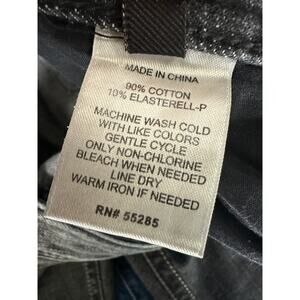 MADE IN CHINA
90% COTTON
10% ELASTERELL-P
MACHINE WASH COLD
WITH LIKE COLORS
GENTLE CYCLE
ONLY NON-CHLORINE
BLEACH WHEN NEEDED
LINE DRY
WARM IRON IF NEEDED
RN# 55285